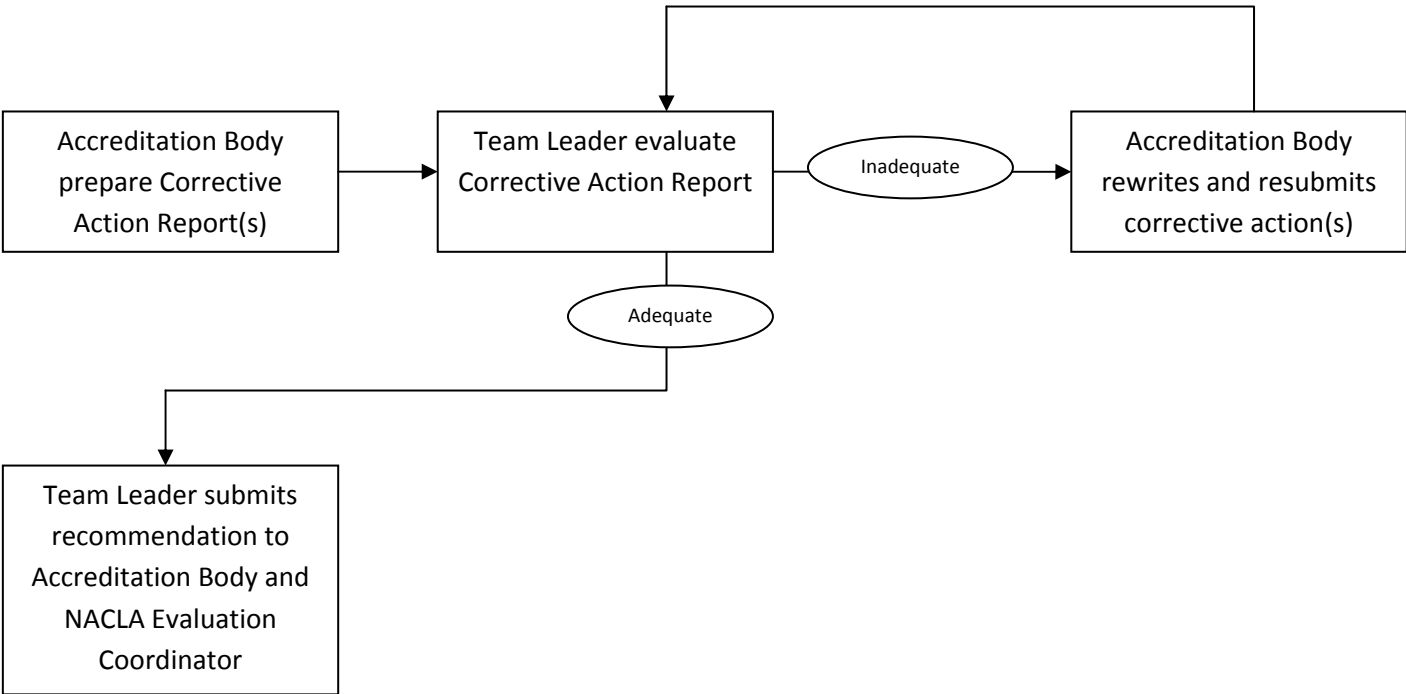 Accreditation Body
prepare Corrective
Action Report(s)
Team Leader evaluate
Corrective Action Report
Inadequate
Accreditation Body
rewrites and resubmits
corrective action(s)
Adequate
Team Leader submits
recommendation to
Accreditation Body and
NACLA Evaluation
Coordinator